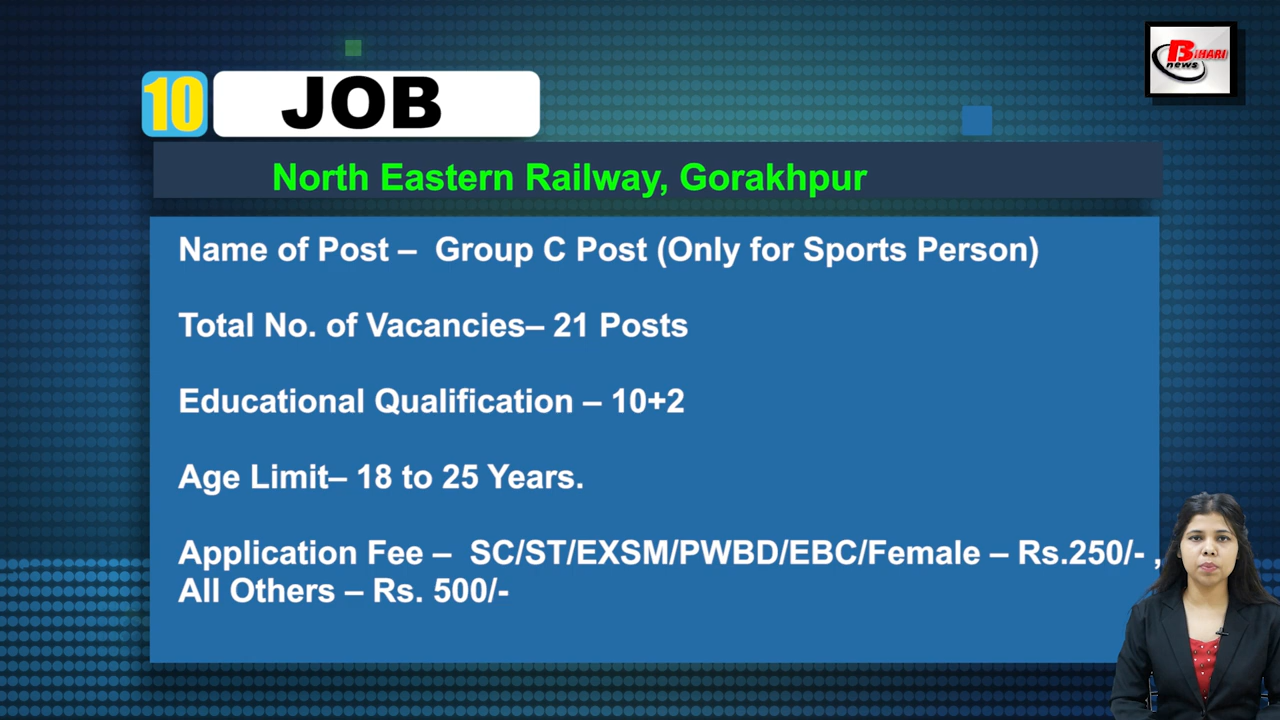 10 JOB
BIHARI
news
North Eastern Railway, Gorakhpur
Name of Post – Group C Post (Only for Sports Person)
Total No. of Vacancies– 21 Posts
Educational Qualification – 10+2
Age Limit– 18 to 25 Years.
Application Fee – SC/ST/EXSM/PWBD/EBC/Female – Rs.250/- ,
All Others – Rs. 500/-